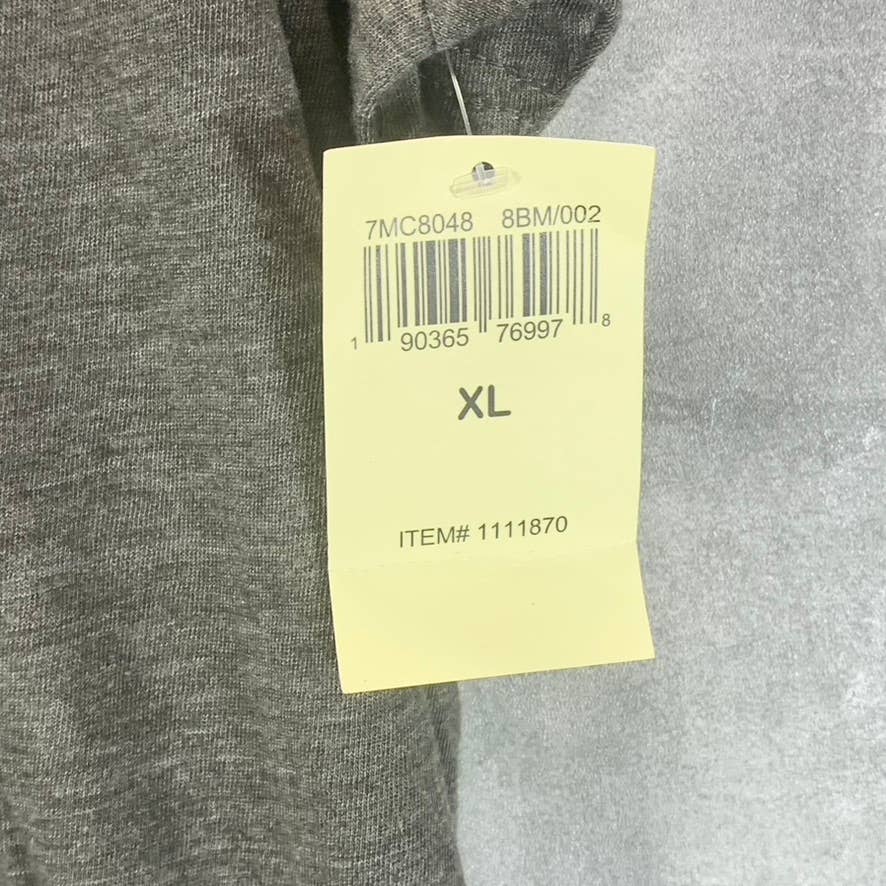 7MC8048 8BM/002
1 90365 76997 8
XL
ITEM# 1111870